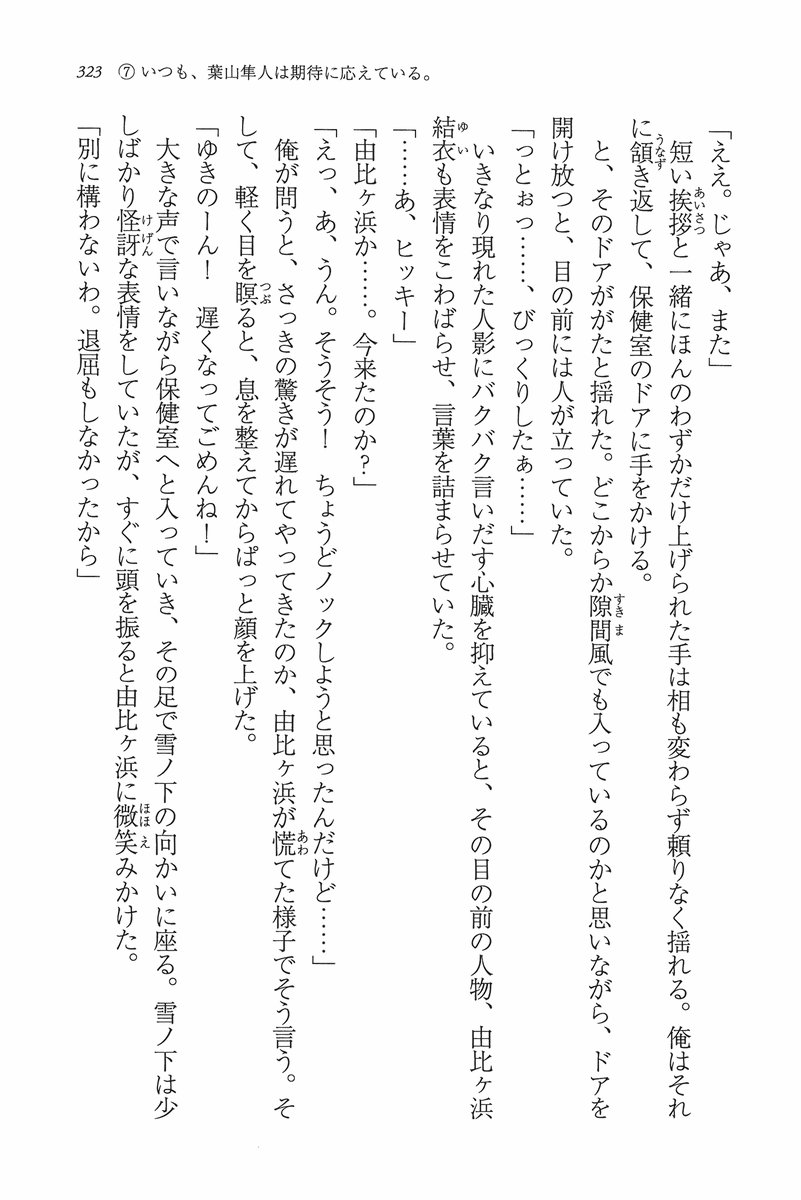 323　⑦いつも、葉山隼人は期待に応えている。
「ええ。じゃあ、また」
　短い挨拶と一緒にほんのわずかだけ上げられた手は相も変わらず頼りなく揺れる。俺はそれ
に頷き返して、保健室のドアに手をかける。
　と、そのドアががたと揺れた。どこからか隙間風でも入っているのかと思いながら、ドアを
開け放つと、目の前には人が立っていた。
「っとぉっ……、びっくりしたぁ……」
　いきなり現れた人影にバクバク言いだす心臓を抑えていると、その目の前の人物、由比ヶ浜
結衣も表情をこわばらせ、言葉を詰まらせていた。
「……あ、ヒッキー」
「由比ヶ浜か……。今来たのか？」
「えっ、あ、うん。そうそう！　ちょうどノックしようと思ったんだけど……」
　俺が問うと、さっきの驚きが遅れてやってきたのか、由比ヶ浜が慌てた様子でそう言う。そ
して、軽く目を瞑ると、息を整えてからぱっと顔を上げた。
「ゆきのーん！　遅くなってごめんね！」
　大きな声で言いながら保健室へと入っていき、その足で雪ノ下の向かいに座る。雪ノ下は少
しばかり怪訝な表情をしていたが、すぐに頭を振ると由比ヶ浜に微笑みかけた。
「別に構わないわ。退屈もしなかったから」